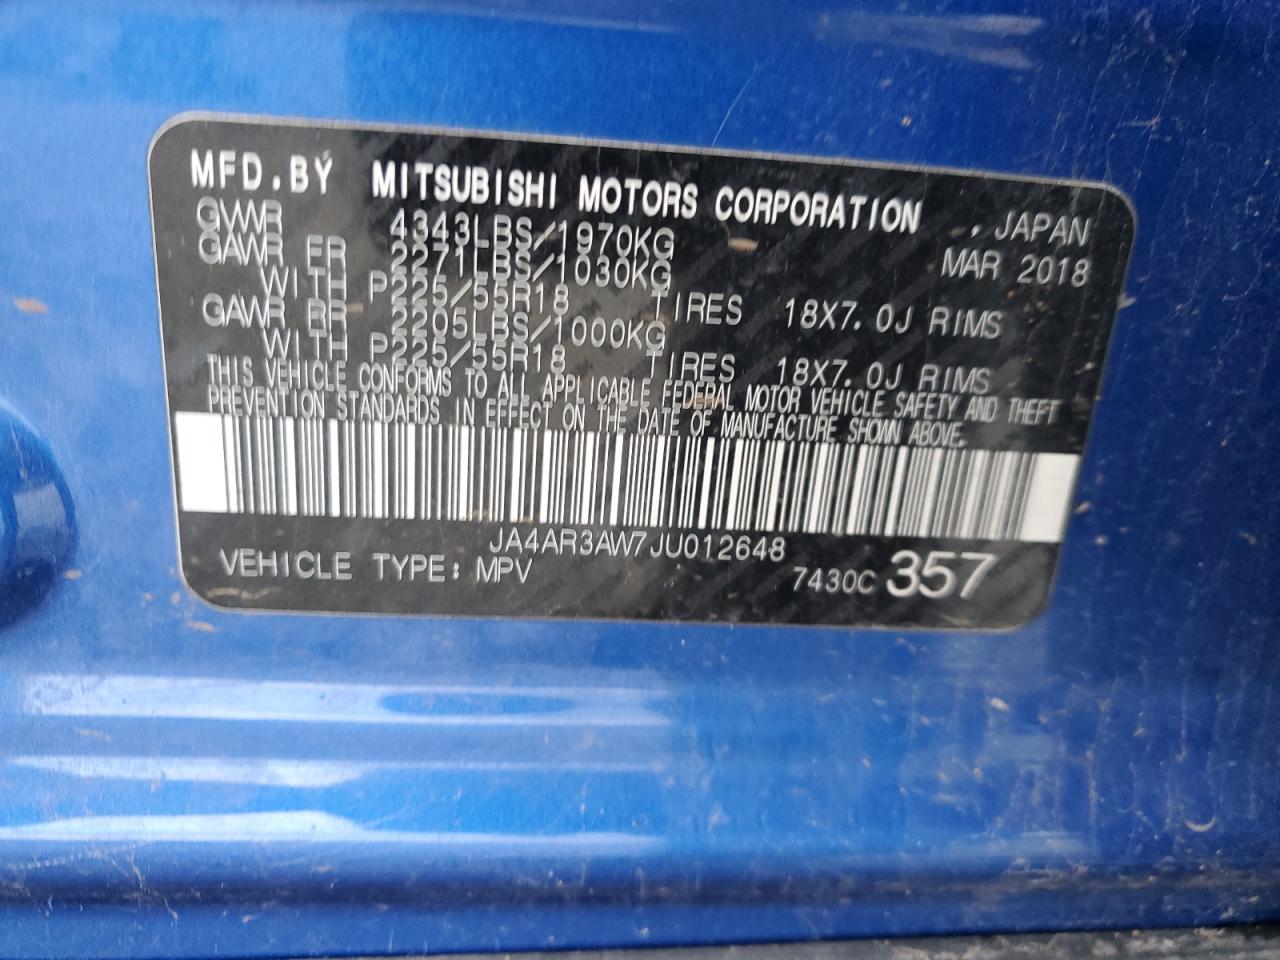 MFD.BY MITSUBISHI MOTORS CORPORATION , JAPAN
GVWR 4343LBS/1970KG MAR 2018
GAWR FR 2271LBS/1030KG
WITH P225/55R18 TIRES 18X7.0J RIMS
GAWR RR 2205LBS/1000KG
WITH P225/55R18 TIRES 18X7.0J RIMS
THIS VEHICLE CONFORMS TO ALL APPLICABLE FEDERAL MOTOR VEHICLE SAFETY AND THEFT
PREVENTION STANDARDS IN EFFECT ON THE DATE OF MANUFACTURE SHOWN ABOVE.
JA4AR3AW7JU012648
VEHICLE TYPE: MPV 7430C 357